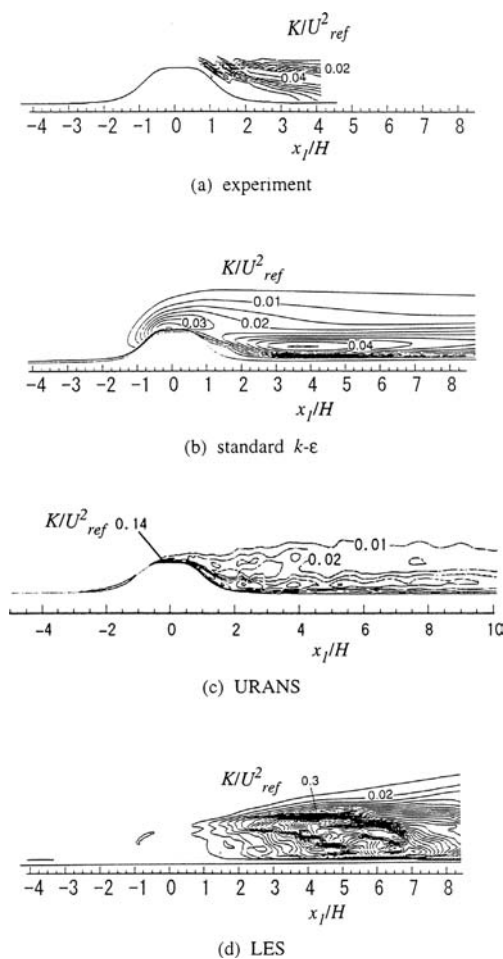 K/U²ref
0.02
0.04
-4 -3 -2 -1 0 1 2 3 4 5 6 7 8
x₁/H
(a) experiment
K/U²ref
0.01
0.03 0.02
0.04
-4 -3 -2 -1 0 1 2 3 4 5 6 7 8
x₁/H
(b) standard k-ε
K/U²ref 0.14 0.01
0.02
-4 -2 0 2 4 6 8 10
x₁/H
(c) URANS
K/U²ref 0.3
0.02
-4 -3 -2 -1 0 1 2 3 4 5 6 7 8
x₁/H
(d) LES